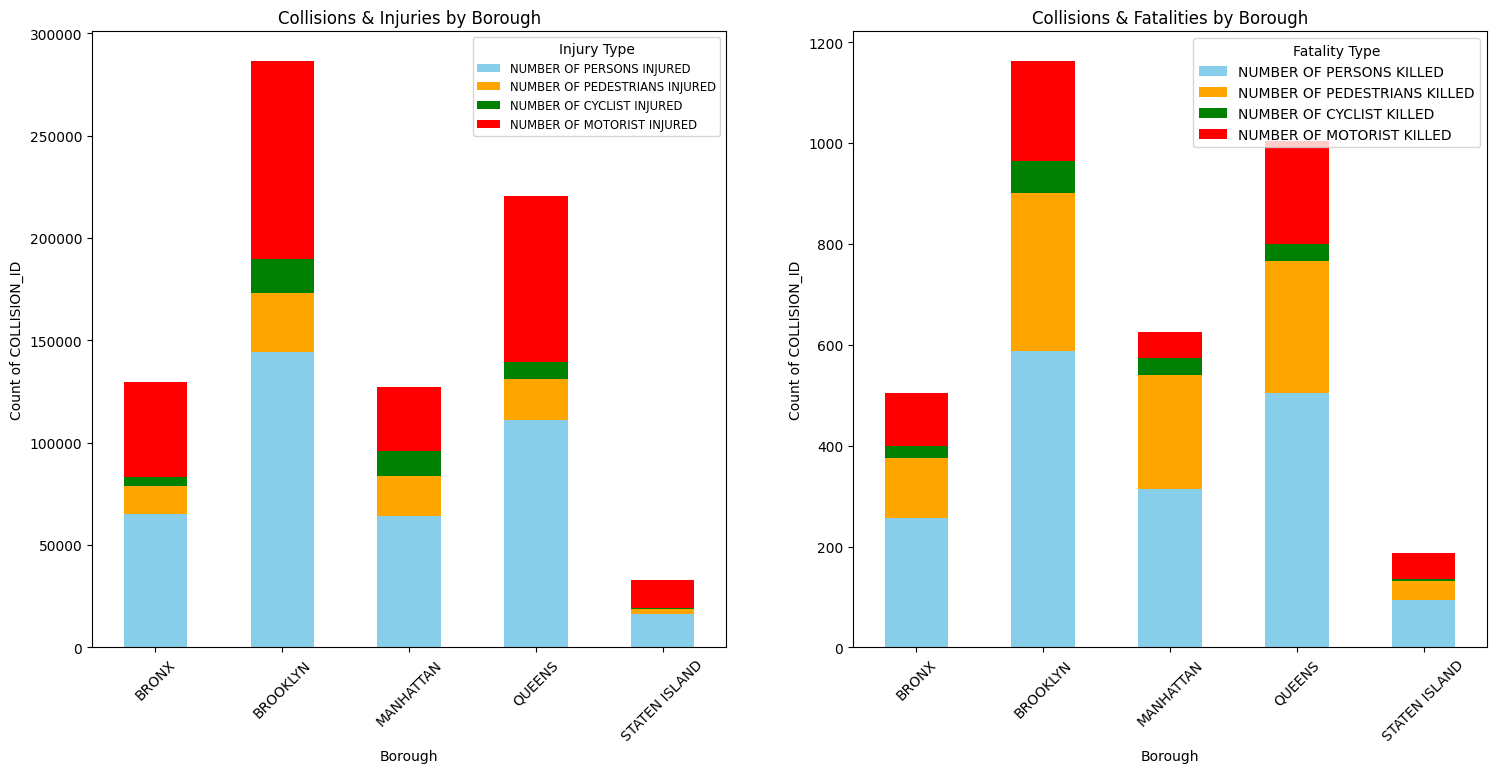 Collisions & Injuries by Borough
Count of COLLISION_ID
300000
250000
200000
150000
100000
50000
0
Injury Type
NUMBER OF PERSONS INJURED
NUMBER OF PEDESTRIANS INJURED
NUMBER OF CYCLIST INJURED
NUMBER OF MOTORIST INJURED
BRONX
BROOKLYN
MANHATTAN
QUEENS
STATEN ISLAND
Borough
Collisions & Fatalities by Borough
Count of COLLISION_ID
1200
1000
800
600
400
200
0
Fatality Type
NUMBER OF PERSONS KILLED
NUMBER OF PEDESTRIANS KILLED
NUMBER OF CYCLIST KILLED
NUMBER OF MOTORIST KILLED
BRONX
BROOKLYN
MANHATTAN
QUEENS
STATEN ISLAND
Borough